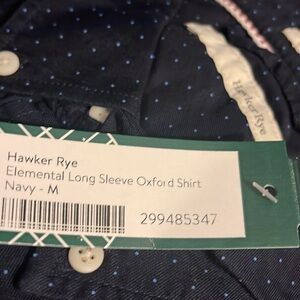 Hawker Rye
Hawker Rye
Elemental Long Sleeve Oxford Shirt
Navy - M
299485347